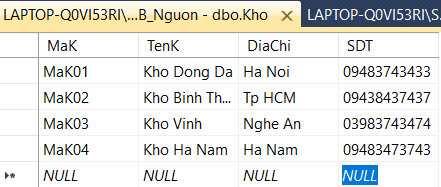 LAPTOP-Q0VI53RI\...B_Nguon - dbo.Kho LAPTOP-Q0VI53RI\S
MaK TenK DiaChi SDT
MaK01 Kho Dong Da Ha Noi 09483743433
MaK02 Kho Binh Th... Tp HCM 09438437437
MaK03 Kho Vinh Nghe An 03983743474
MaK04 Kho Ha Nam Ha Nam 09483473743
NULL NULL NULL NULL